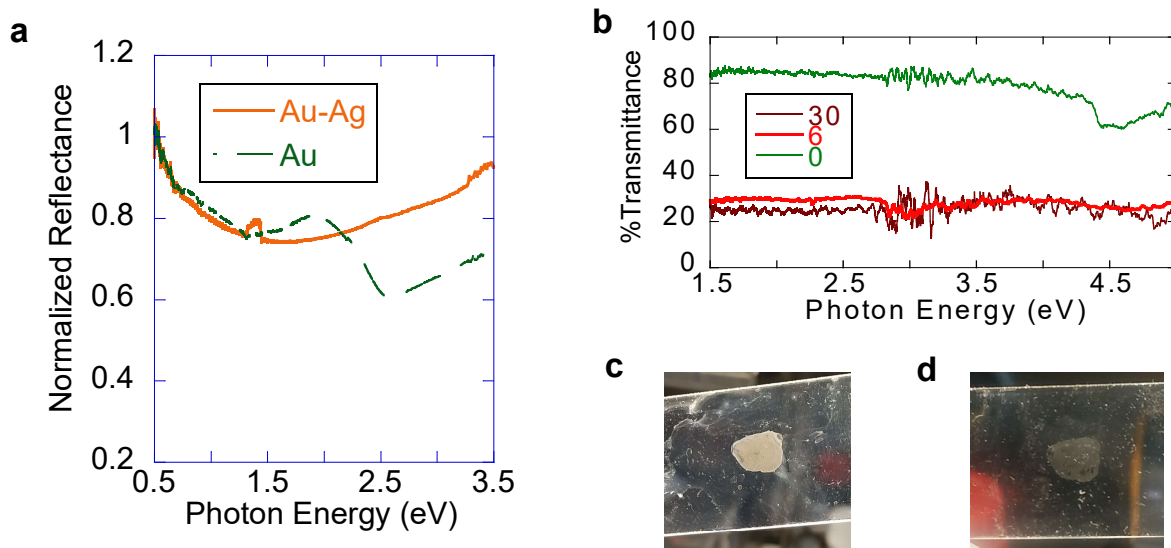 a
Normalized Reflectance
1.2
1
0.8
0.6
0.4
0.2
Au-Ag
Au
0.5 1.5 2.5 3.5
Photon Energy (eV)
b
%Transmittance
100
80
60
40
20
0
30
6
0
1.5 2.5 3.5 4.5
Photon Energy (eV)
c
d